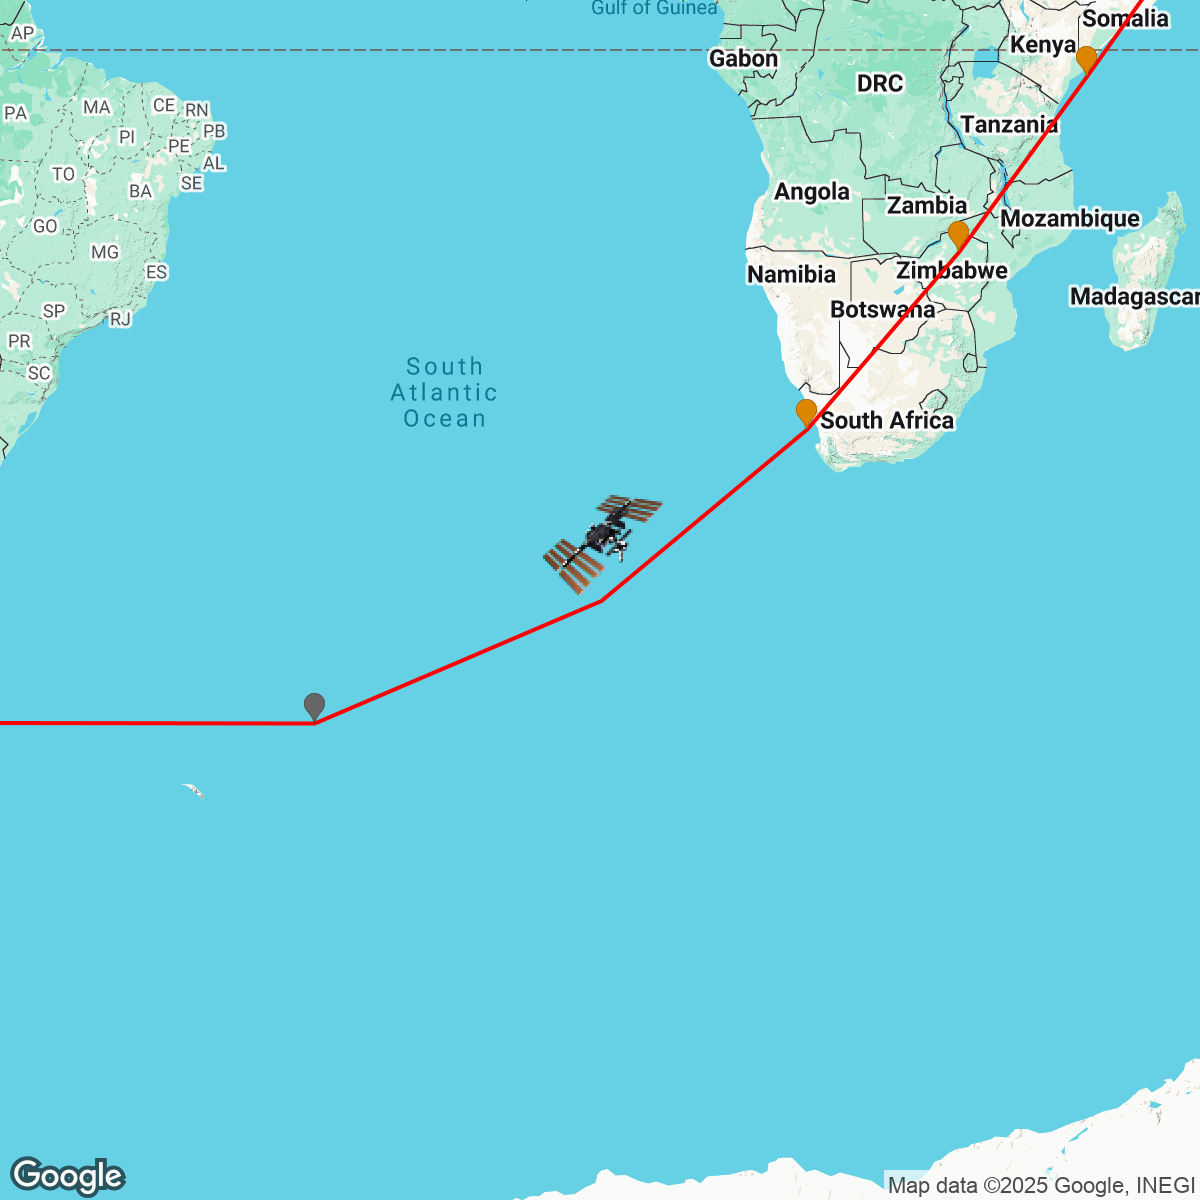 Gulf of Guinea
Somalia
AP
Kenya
Gabon
DRC
PA
MA
CE
RN
Tanzania
PI
PB
PE
AL
TO
SE
BA
Angola
Zambia
Mozambique
GO
MG
ES
Namibia
Zimbabwe
Madagascar
Botswana
SP
RJ
PR
SC
South
Atlantic
Ocean
South Africa
Google
Map data ©2025 Google, INEGI